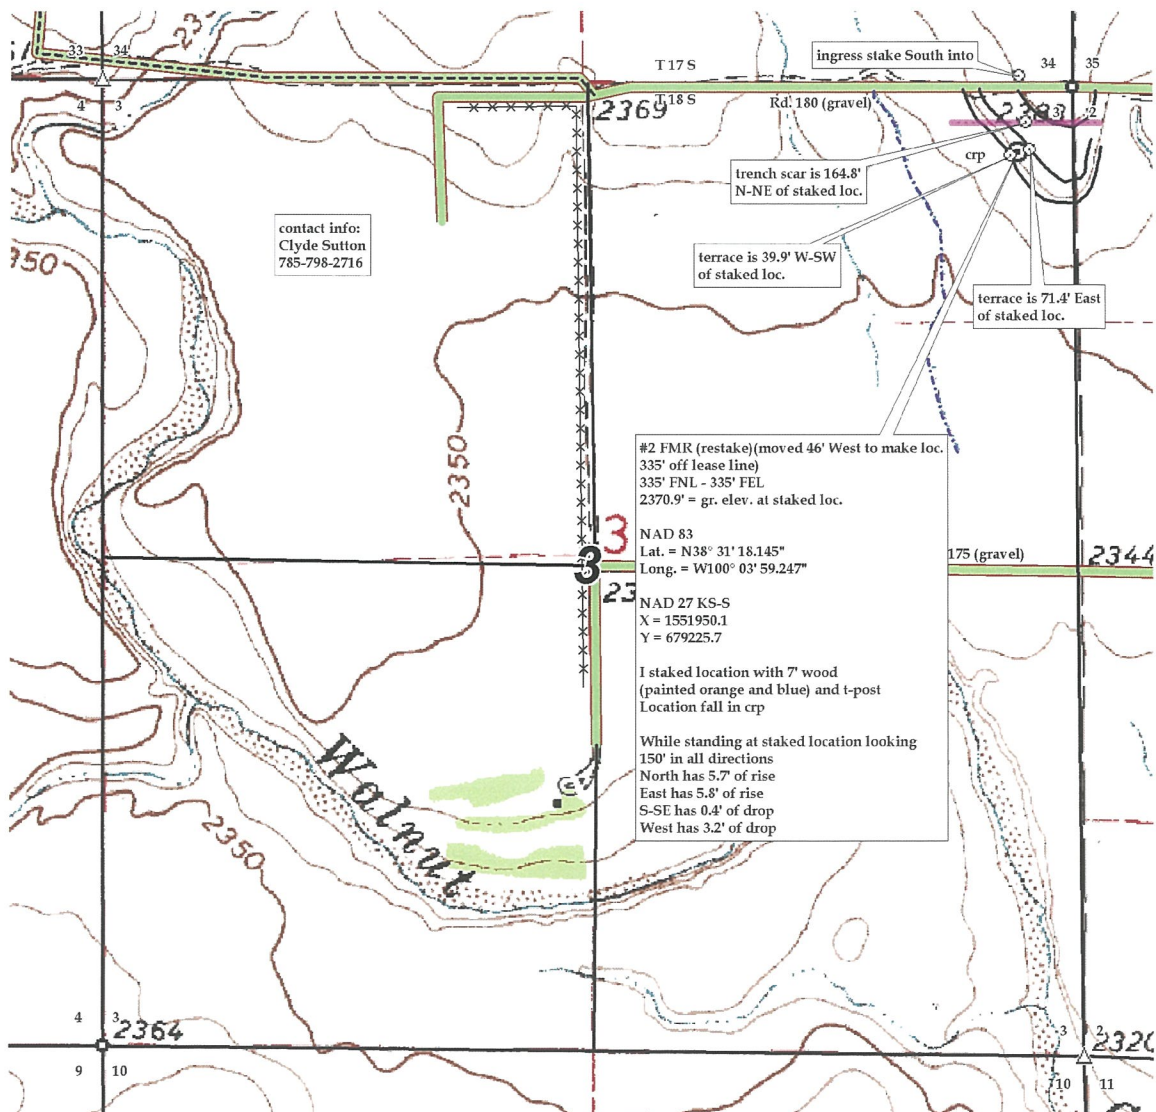 33 34
T 17 S
ingress stake South into
34 35
4 3
T 18 S
2369
Rd. 180 (gravel)
3 2
crp
trench scar is 164.8'
N-NE of staked loc.
contact info:
Clyde Sutton
785-798-2716
2350
terrace is 39.9' W-SW
of staked loc.
terrace is 71.4' East
of staked loc.
2350
#2 FMR (restake)(moved 46' West to make loc.
335' off lease line)
335' FNL - 335' FEL
2370.9' = gr. elev. at staked loc.
NAD 83
Lat. = N38° 31' 18.145"
Long. = W100° 03' 59.247"
NAD 27 KS-S
X = 1551950.1
Y = 679225.7
I staked location with 7' wood
(painted orange and blue) and t-post
Location fall in crp
While standing at staked location looking
150' in all directions
North has 5.7' of rise
East has 5.8' of rise
S-SE has 0.4' of drop
West has 3.2' of drop
3
3
175 (gravel)
2344
Walnut
2350
4 3
2364
9 10
3 2
2320
10 11